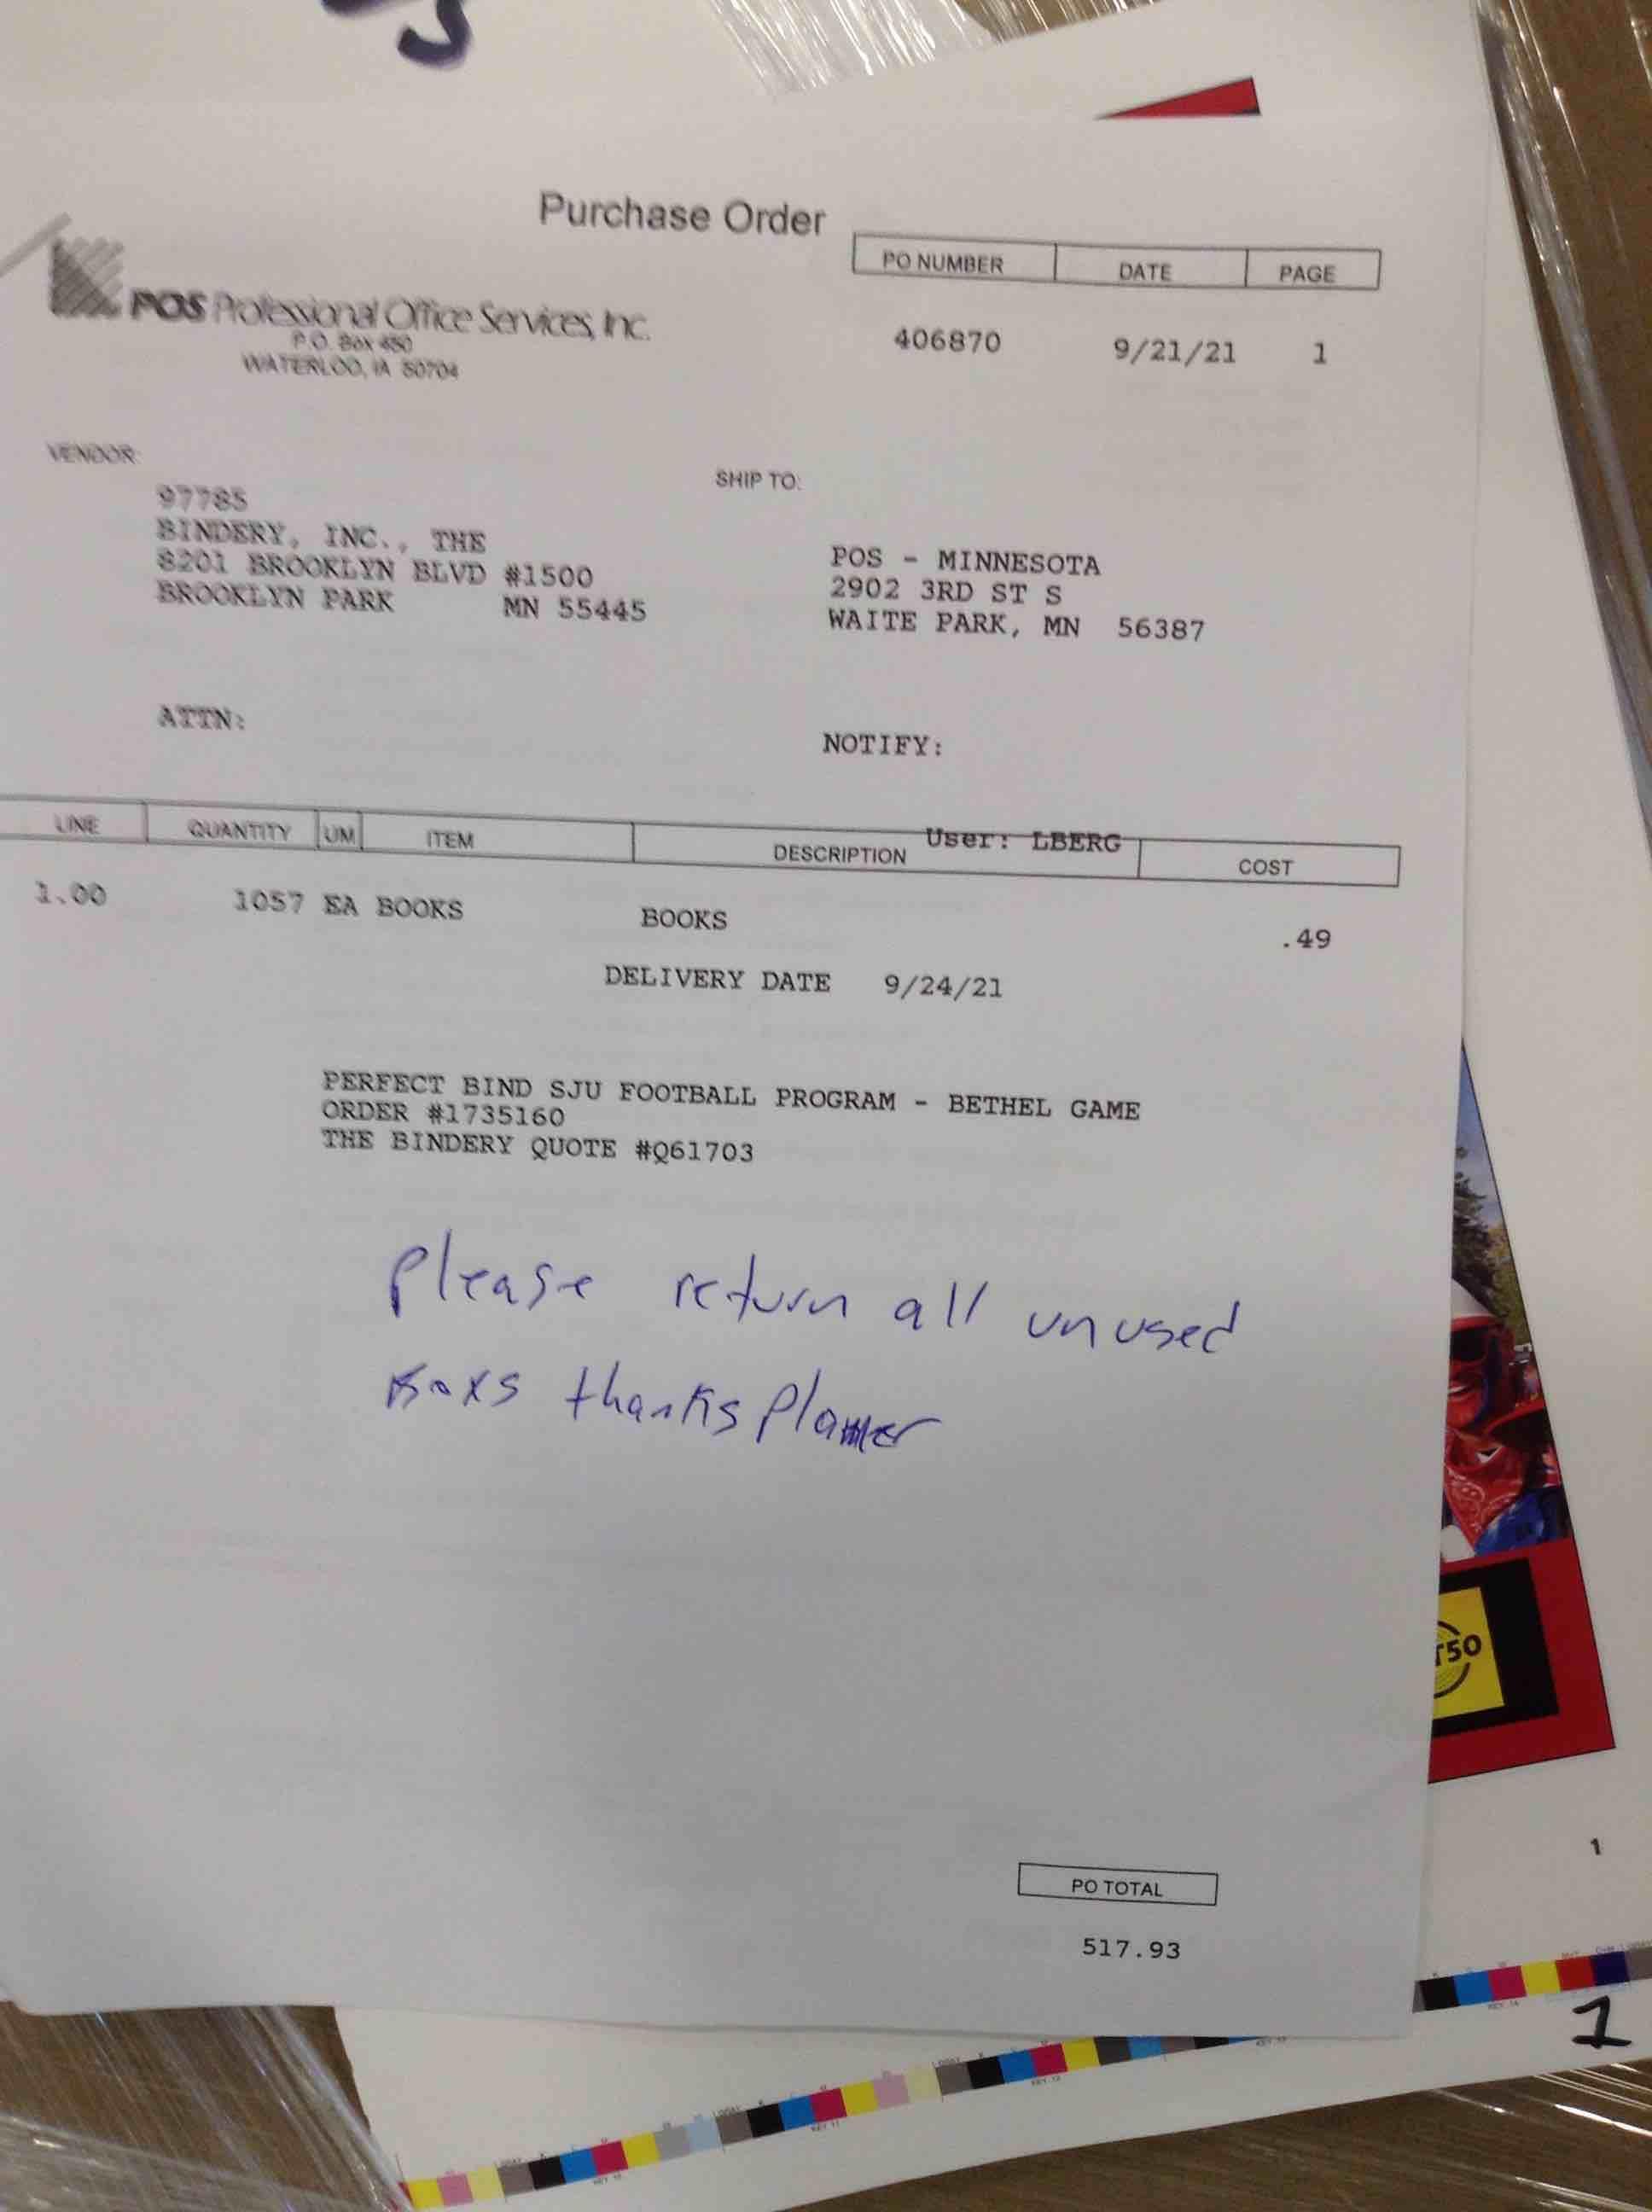 Purchase Order
PO NUMBER DATE PAGE
406870 9/21/21 1
POS Professional Office Services, Inc.
P.O. Box 450
WATERLOO, IA 50704
VENDOR:
97785
BINDERY, INC., THE
8201 BROOKLYN BLVD #1500
BROOKLYN PARK MN 55445
SHIP TO:
POS - MINNESOTA
2902 3RD ST S
WAITE PARK, MN 56387
ATTN:
NOTIFY:
User: LBERG
LINE QUANTITY UM ITEM DESCRIPTION COST
1.00 1057 EA BOOKS BOOKS .49
DELIVERY DATE 9/24/21
PERFECT BIND SJU FOOTBALL PROGRAM - BETHEL GAME
ORDER #1735160
THE BINDERY QUOTE #Q61703
Please return all unused
Boxs thanks
PO TOTAL
517.93
T50
1
1